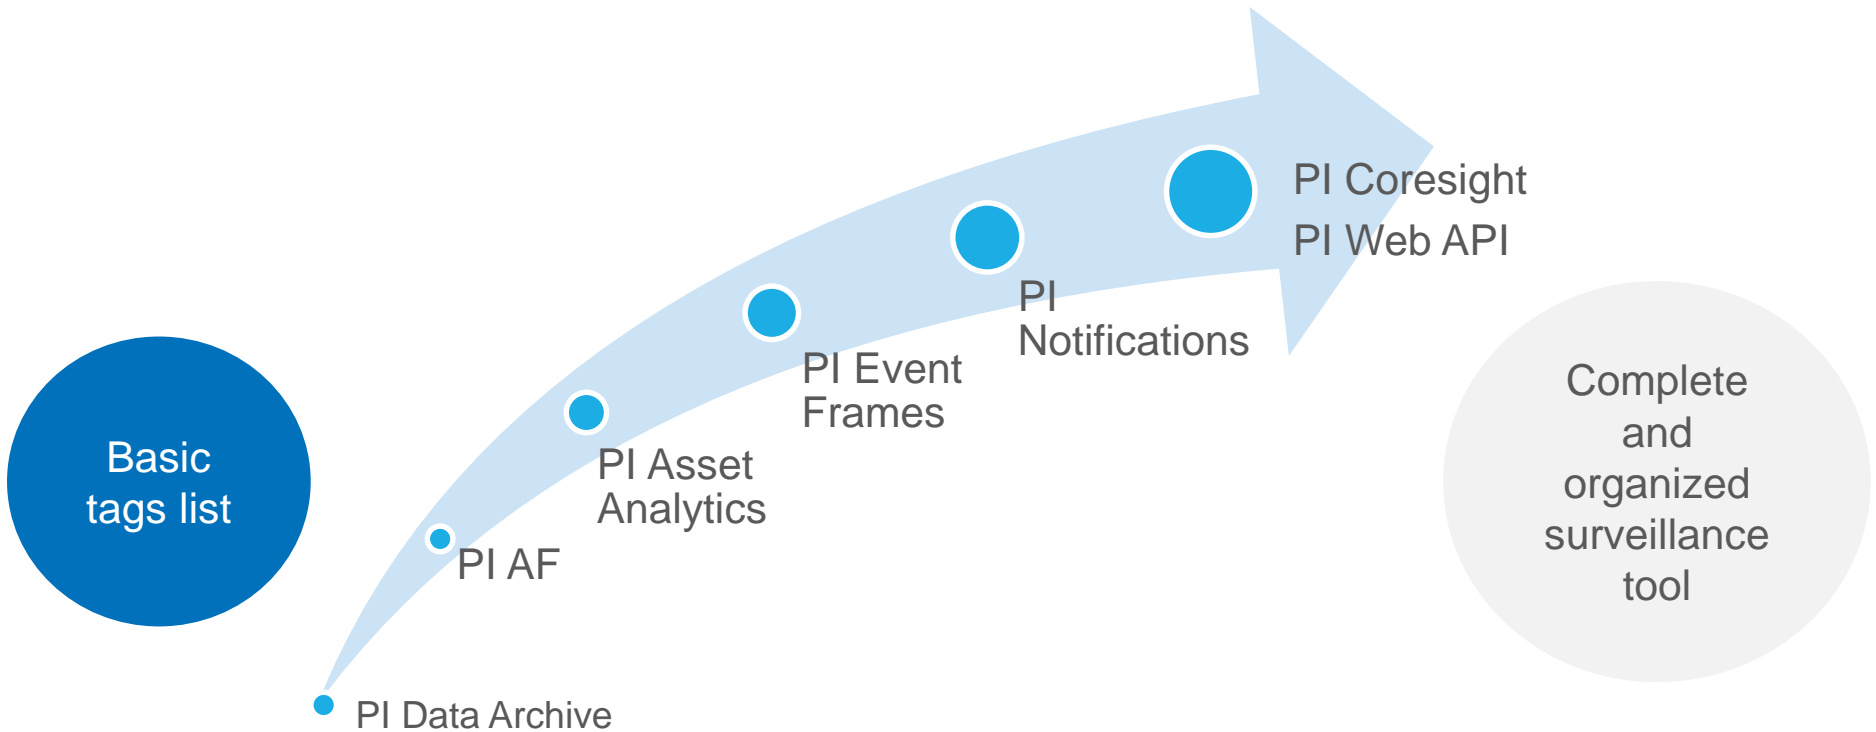 Basic
tags list
PI Data Archive
PI AF
PI Asset
Analytics
PI Event
Frames
PI
Notifications
PI Coresight
PI Web API
Complete
and
organized
surveillance
tool